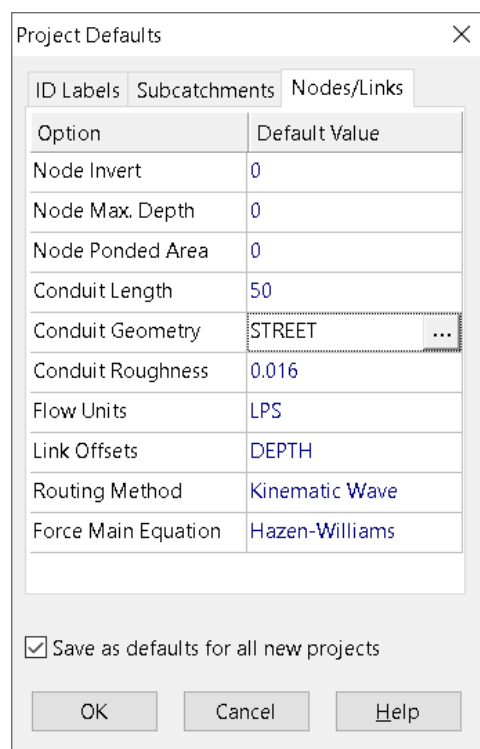 Project Defaults
ID Labels Subcatchments Nodes/Links
Option Default Value
Node Invert 0
Node Max. Depth 0
Node Ponded Area 0
Conduit Length 50
Conduit Geometry STREET ...
Conduit Roughness 0.016
Flow Units LPS
Link Offsets DEPTH
Routing Method Kinematic Wave
Force Main Equation Hazen-Williams
Save as defaults for all new projects
OK Cancel Help